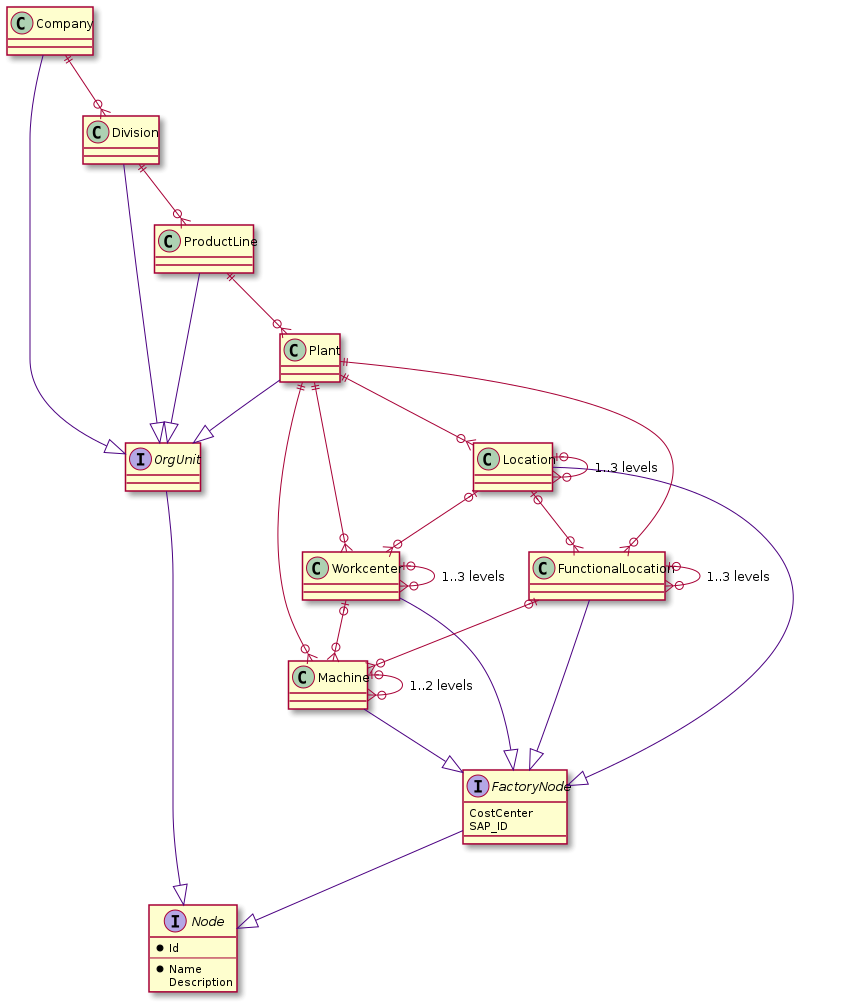 C Company
C Division
C ProductLine
C Plant
I OrgUnit
C Location
1..3 levels
C Workcenter
1..3 levels
C FunctionalLocation
1..3 levels
C Machine
1..2 levels
I FactoryNode
CostCenter
SAP_ID
I Node
Id
Name
Description